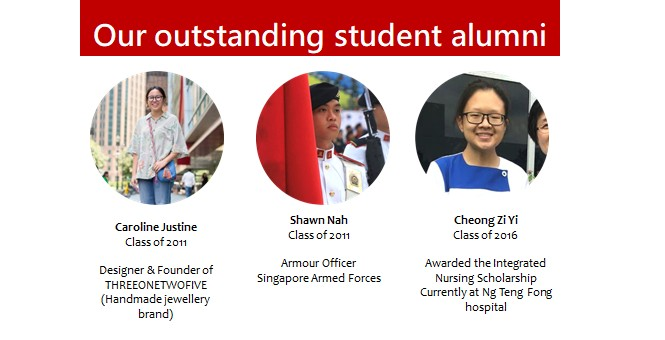 Our outstanding student alumni
Caroline Justine
Class of 2011
Designer & Founder of
THREEONETWOFIVE
(Handmade jewellery
brand)
Shawn Nah
Class of 2011
Armour Officer
Singapore Armed Forces
Cheong Zi Yi
Class of 2016
Awarded the Integrated
Nursing Scholarship
Currently at Ng Teng Fong
hospital